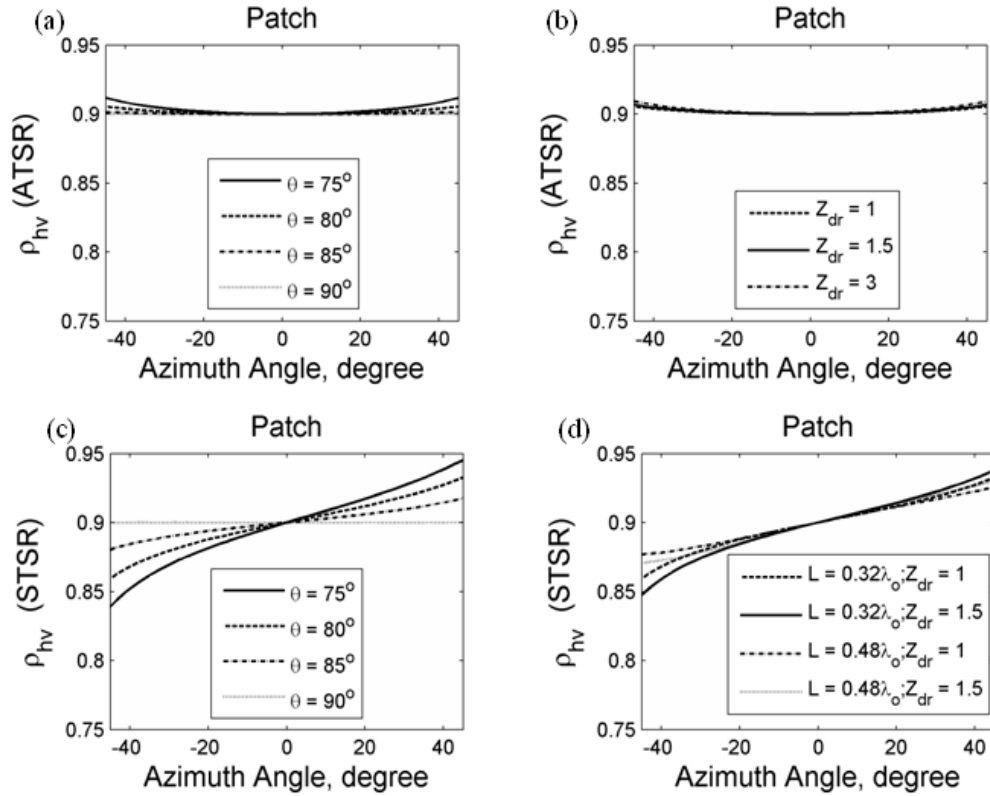 (a) Patch
0.95
0.9
0.85
0.8
0.75
ρhv (ATSR)
θ = 75°
θ = 80°
θ = 85°
θ = 90°
-40 -20 0 20 40
Azimuth Angle, degree
(b) Patch
0.95
0.9
0.85
0.8
0.75
ρhv (ATSR)
Zdr = 1
Zdr = 1.5
Zdr = 3
-40 -20 0 20 40
Azimuth Angle, degree
(c) Patch
0.95
0.9
0.85
0.8
0.75
ρhv (STSR)
θ = 75°
θ = 80°
θ = 85°
θ = 90°
-40 -20 0 20 40
Azimuth Angle, degree
(d) Patch
0.95
0.9
0.85
0.8
0.75
ρhv (STSR)
L = 0.32λo;Zdr = 1
L = 0.32λo;Zdr = 1.5
L = 0.48λo;Zdr = 1
L = 0.48λo;Zdr = 1.5
-40 -20 0 20 40
Azimuth Angle, degree